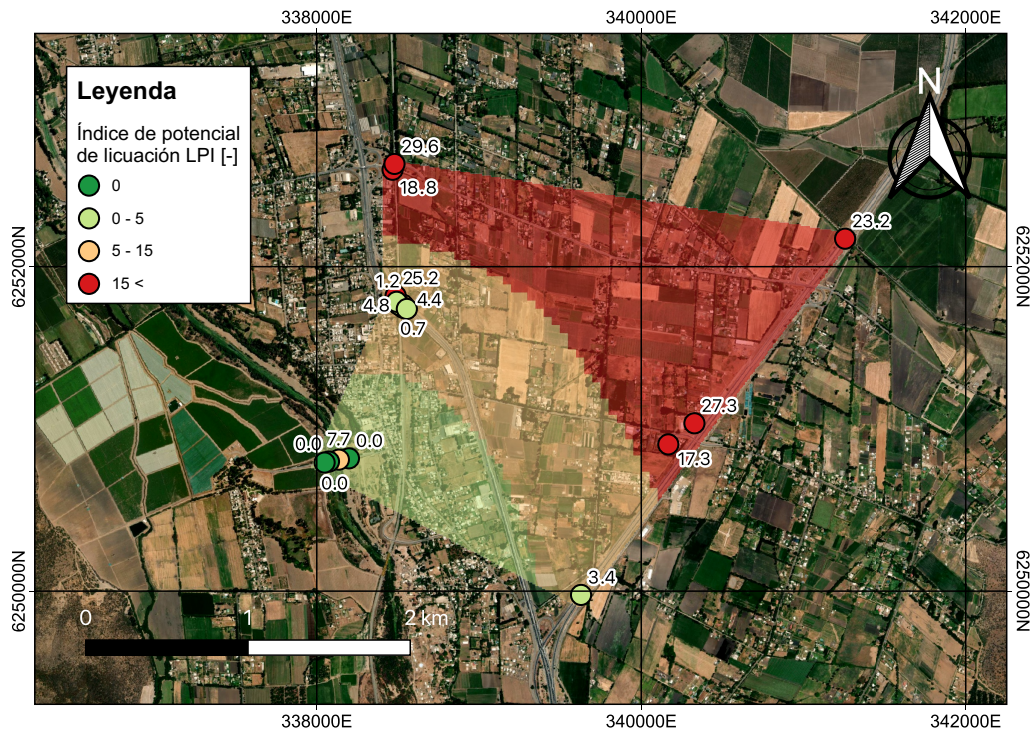 338000E 340000E 342000E
N
Leyenda
Índice de potencial
de licuación LPI [-]
0
0 - 5
5 - 15
15 <
29.6
18.8
23.2
6252000N 6252000N
1.2 25.2
4.8 4.4
0.7
27.3
17.3
0.0 7.7 0.0
0.0
3.4
6250000N 6250000N
0 1 2 km
338000E 340000E 342000E